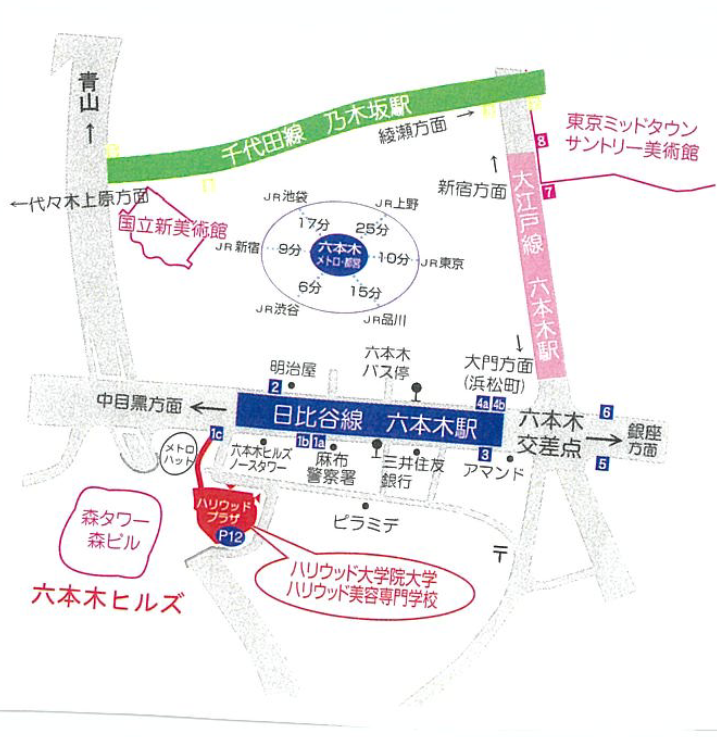 青山
↑
千代田線 乃木坂駅
綾瀬方面 →
8
東京ミッドタウン
サントリー美術館
7
←代々木上原方面
↑
新宿方面
国立新美術館
大江戸線 六本木駅
JR池袋
JR上野
17分
25分
JR新宿
9分
六本木
メトロ・都営
10分
JR東京
6分
15分
JR渋谷
JR品川
↓
大門方面
(浜松町)
明治屋
2
六本木
バス停
4a 4b
中目黒方面 ←
日比谷線 六本木駅
六本木
交差点
→
6
銀座
方面
5
1c
メトロ
ハット
六本木ヒルズ
ノースタワー
1b 1a
麻布
警察署
三井住友
銀行
3
アマンド
ハリウッド
プラザ
P12
ピラミデ
〒
森タワー
森ビル
六本木ヒルズ
ハリウッド大学院大学
ハリウッド美容専門学校